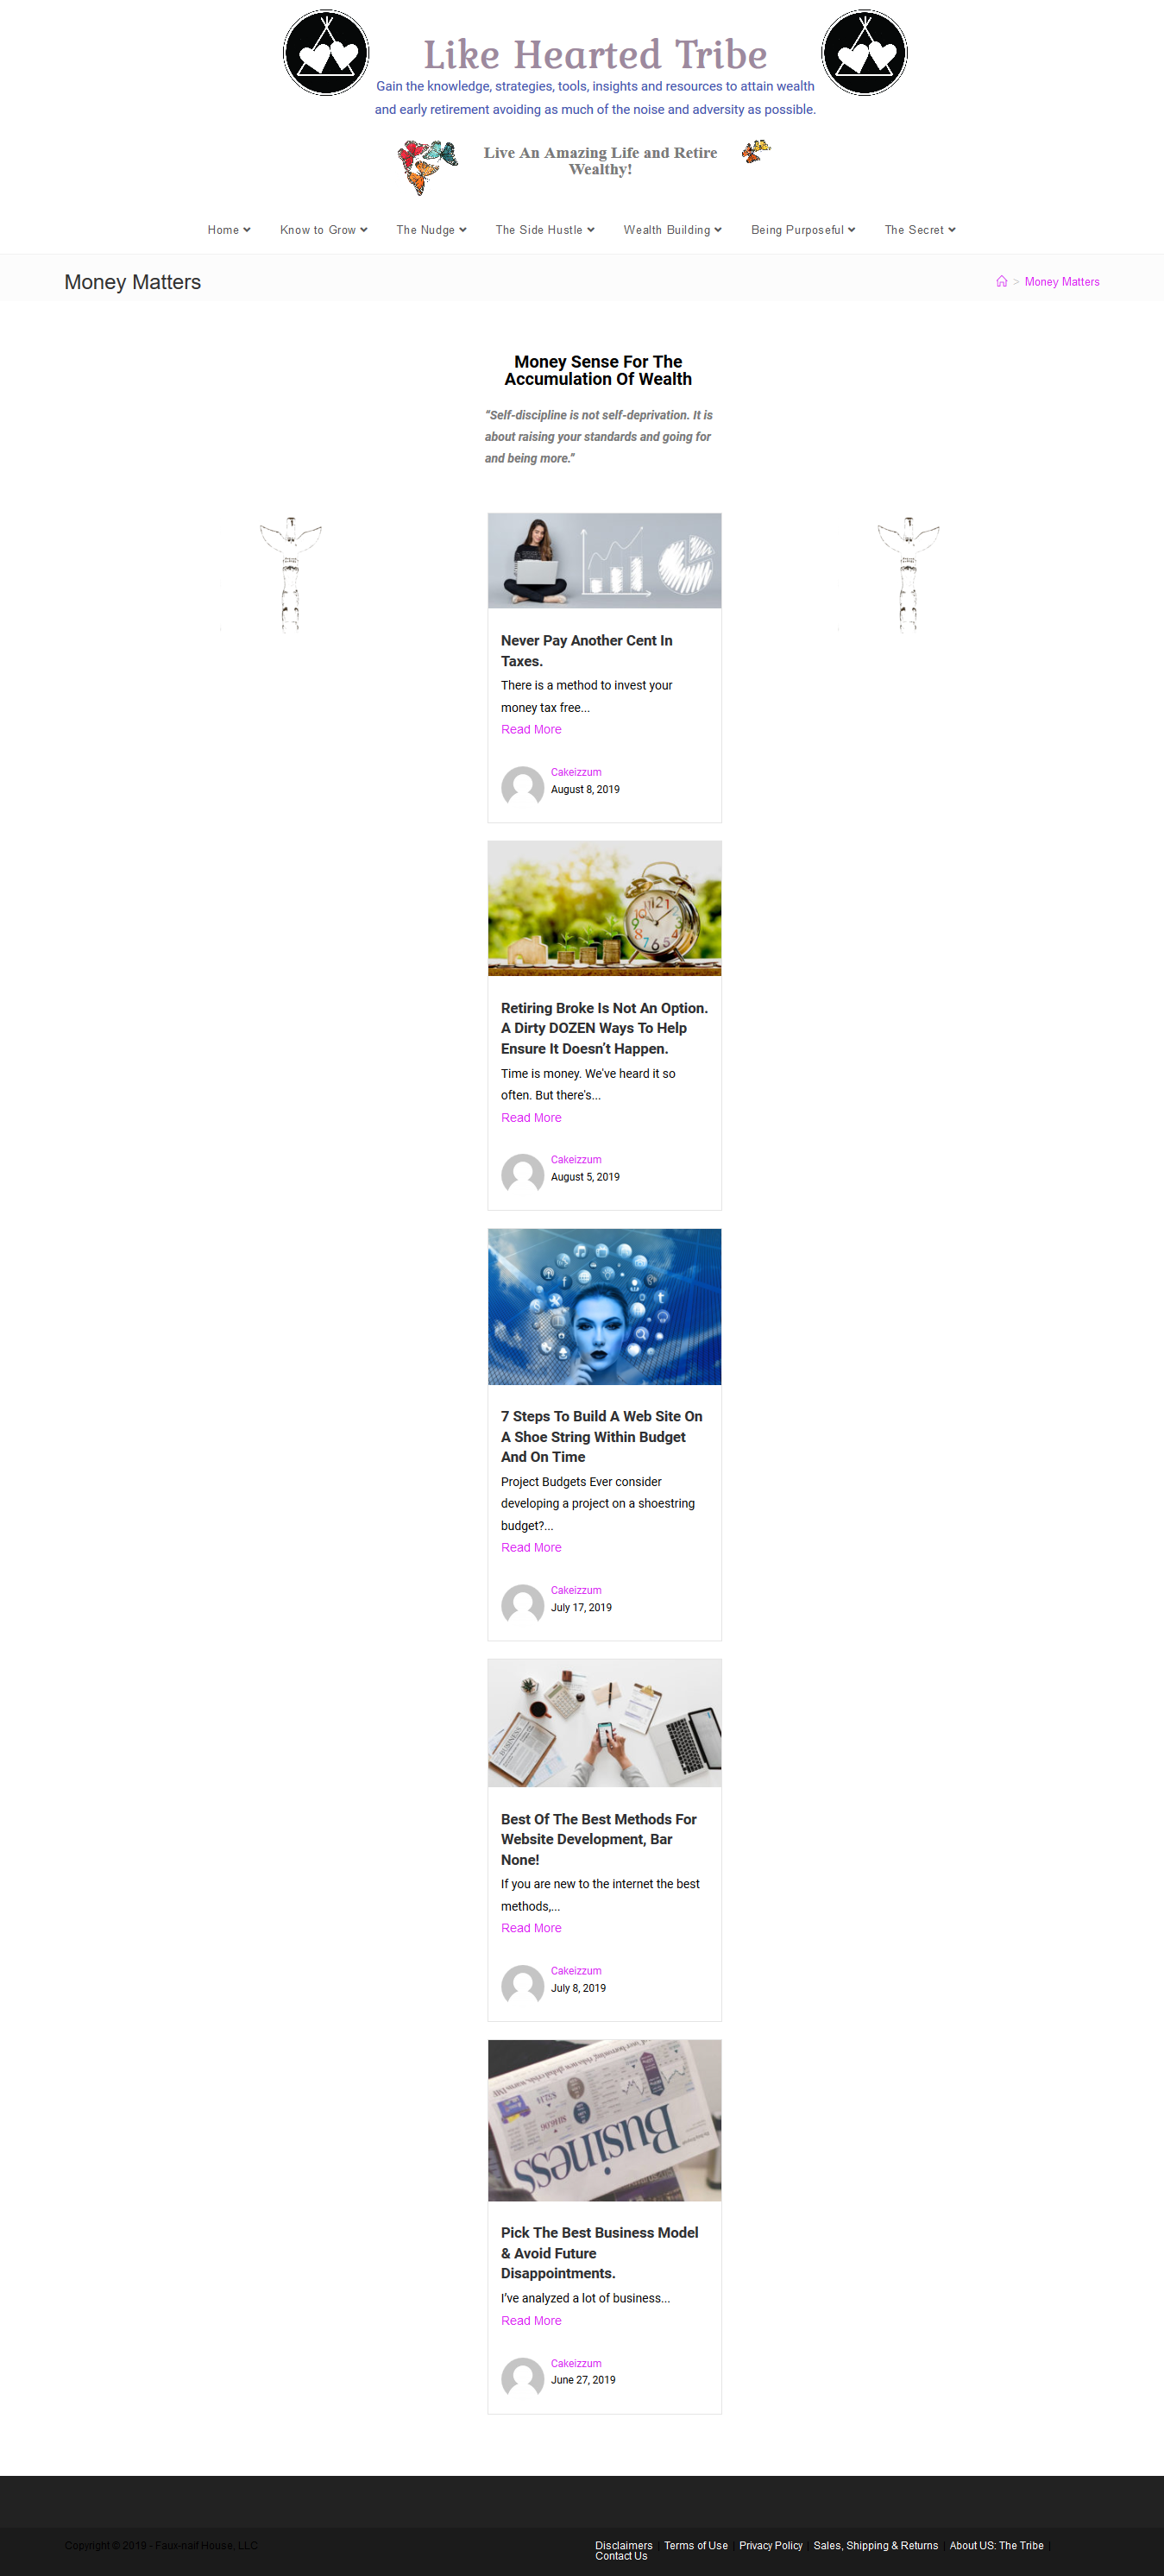 Like Hearted Tribe
Gain the knowledge, strategies, tools, insights and resources to attain wealth
and early retirement avoiding as much of the noise and adversity as possible.
Live An Amazing Life and Retire
Wealthy!
Home
Know to Grow
The Nudge
The Side Hustle
Wealth Building
Being Purposeful
The Secret
Money Matters
> Money Matters
Money Sense For The
Accumulation Of Wealth
“Self-discipline is not self-deprivation. It is
about raising your standards and going for
and being more.”
Never Pay Another Cent In
Taxes.
There is a method to invest your
money tax free...
Read More
Cakeizzum
August 8, 2019
Retiring Broke Is Not An Option.
A Dirty DOZEN Ways To Help
Ensure It Doesn’t Happen.
Time is money. We've heard it so
often. But there's...
Read More
Cakeizzum
August 5, 2019
7 Steps To Build A Web Site On
A Shoe String Within Budget
And On Time
Project Budgets Ever consider
developing a project on a shoestring
budget?...
Read More
Cakeizzum
July 17, 2019
BUSINESS
Best Of The Best Methods For
Website Development, Bar
None!
If you are new to the internet the best
methods,...
Read More
Cakeizzum
July 8, 2019
Business
Pick The Best Business Model
& Avoid Future
Disappointments.
I’ve analyzed a lot of business...
Read More
Cakeizzum
June 27, 2019
Copyright © 2019 - Faux-naif House, LLC
Disclaimers | Terms of Use | Privacy Policy | Sales, Shipping & Returns | About US: The Tribe |
Contact Us